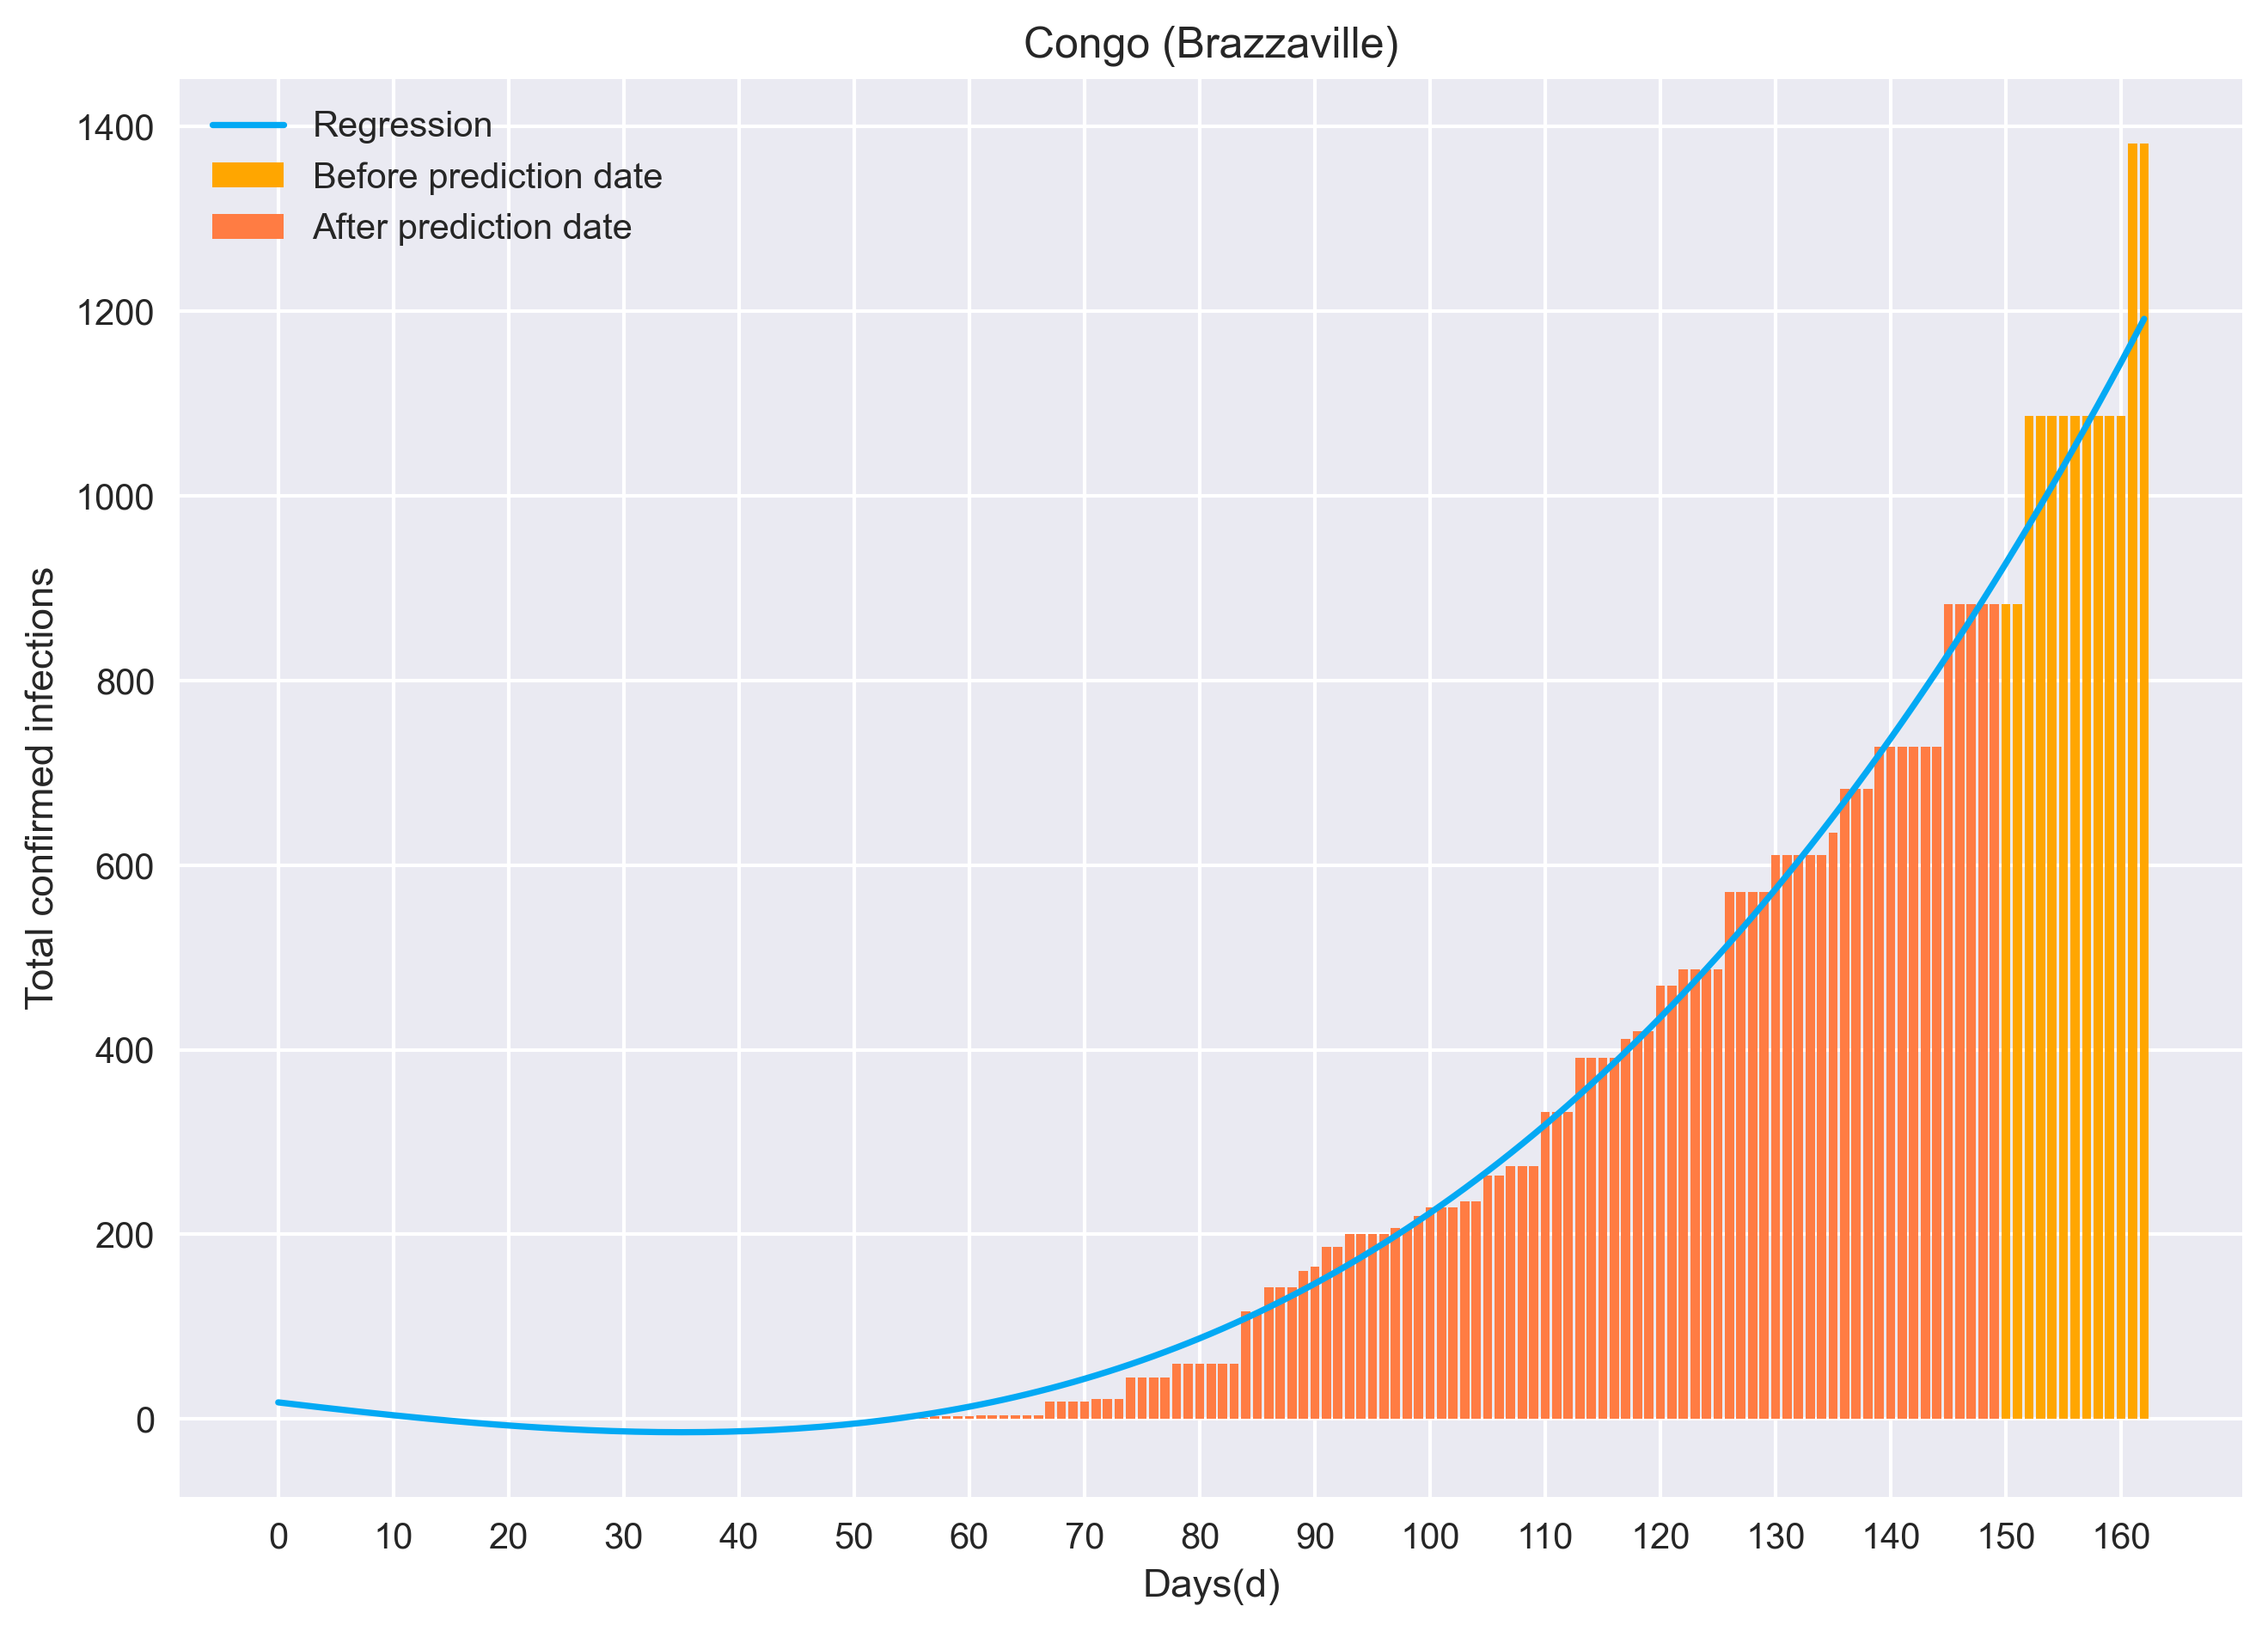 Congo (Brazzaville)
Regression
Before prediction date
After prediction date
1400
1200
1000
800
600
400
200
0
Total confirmed infections
0 10 20 30 40 50 60 70 80 90 100 110 120 130 140 150 160
Days(d)